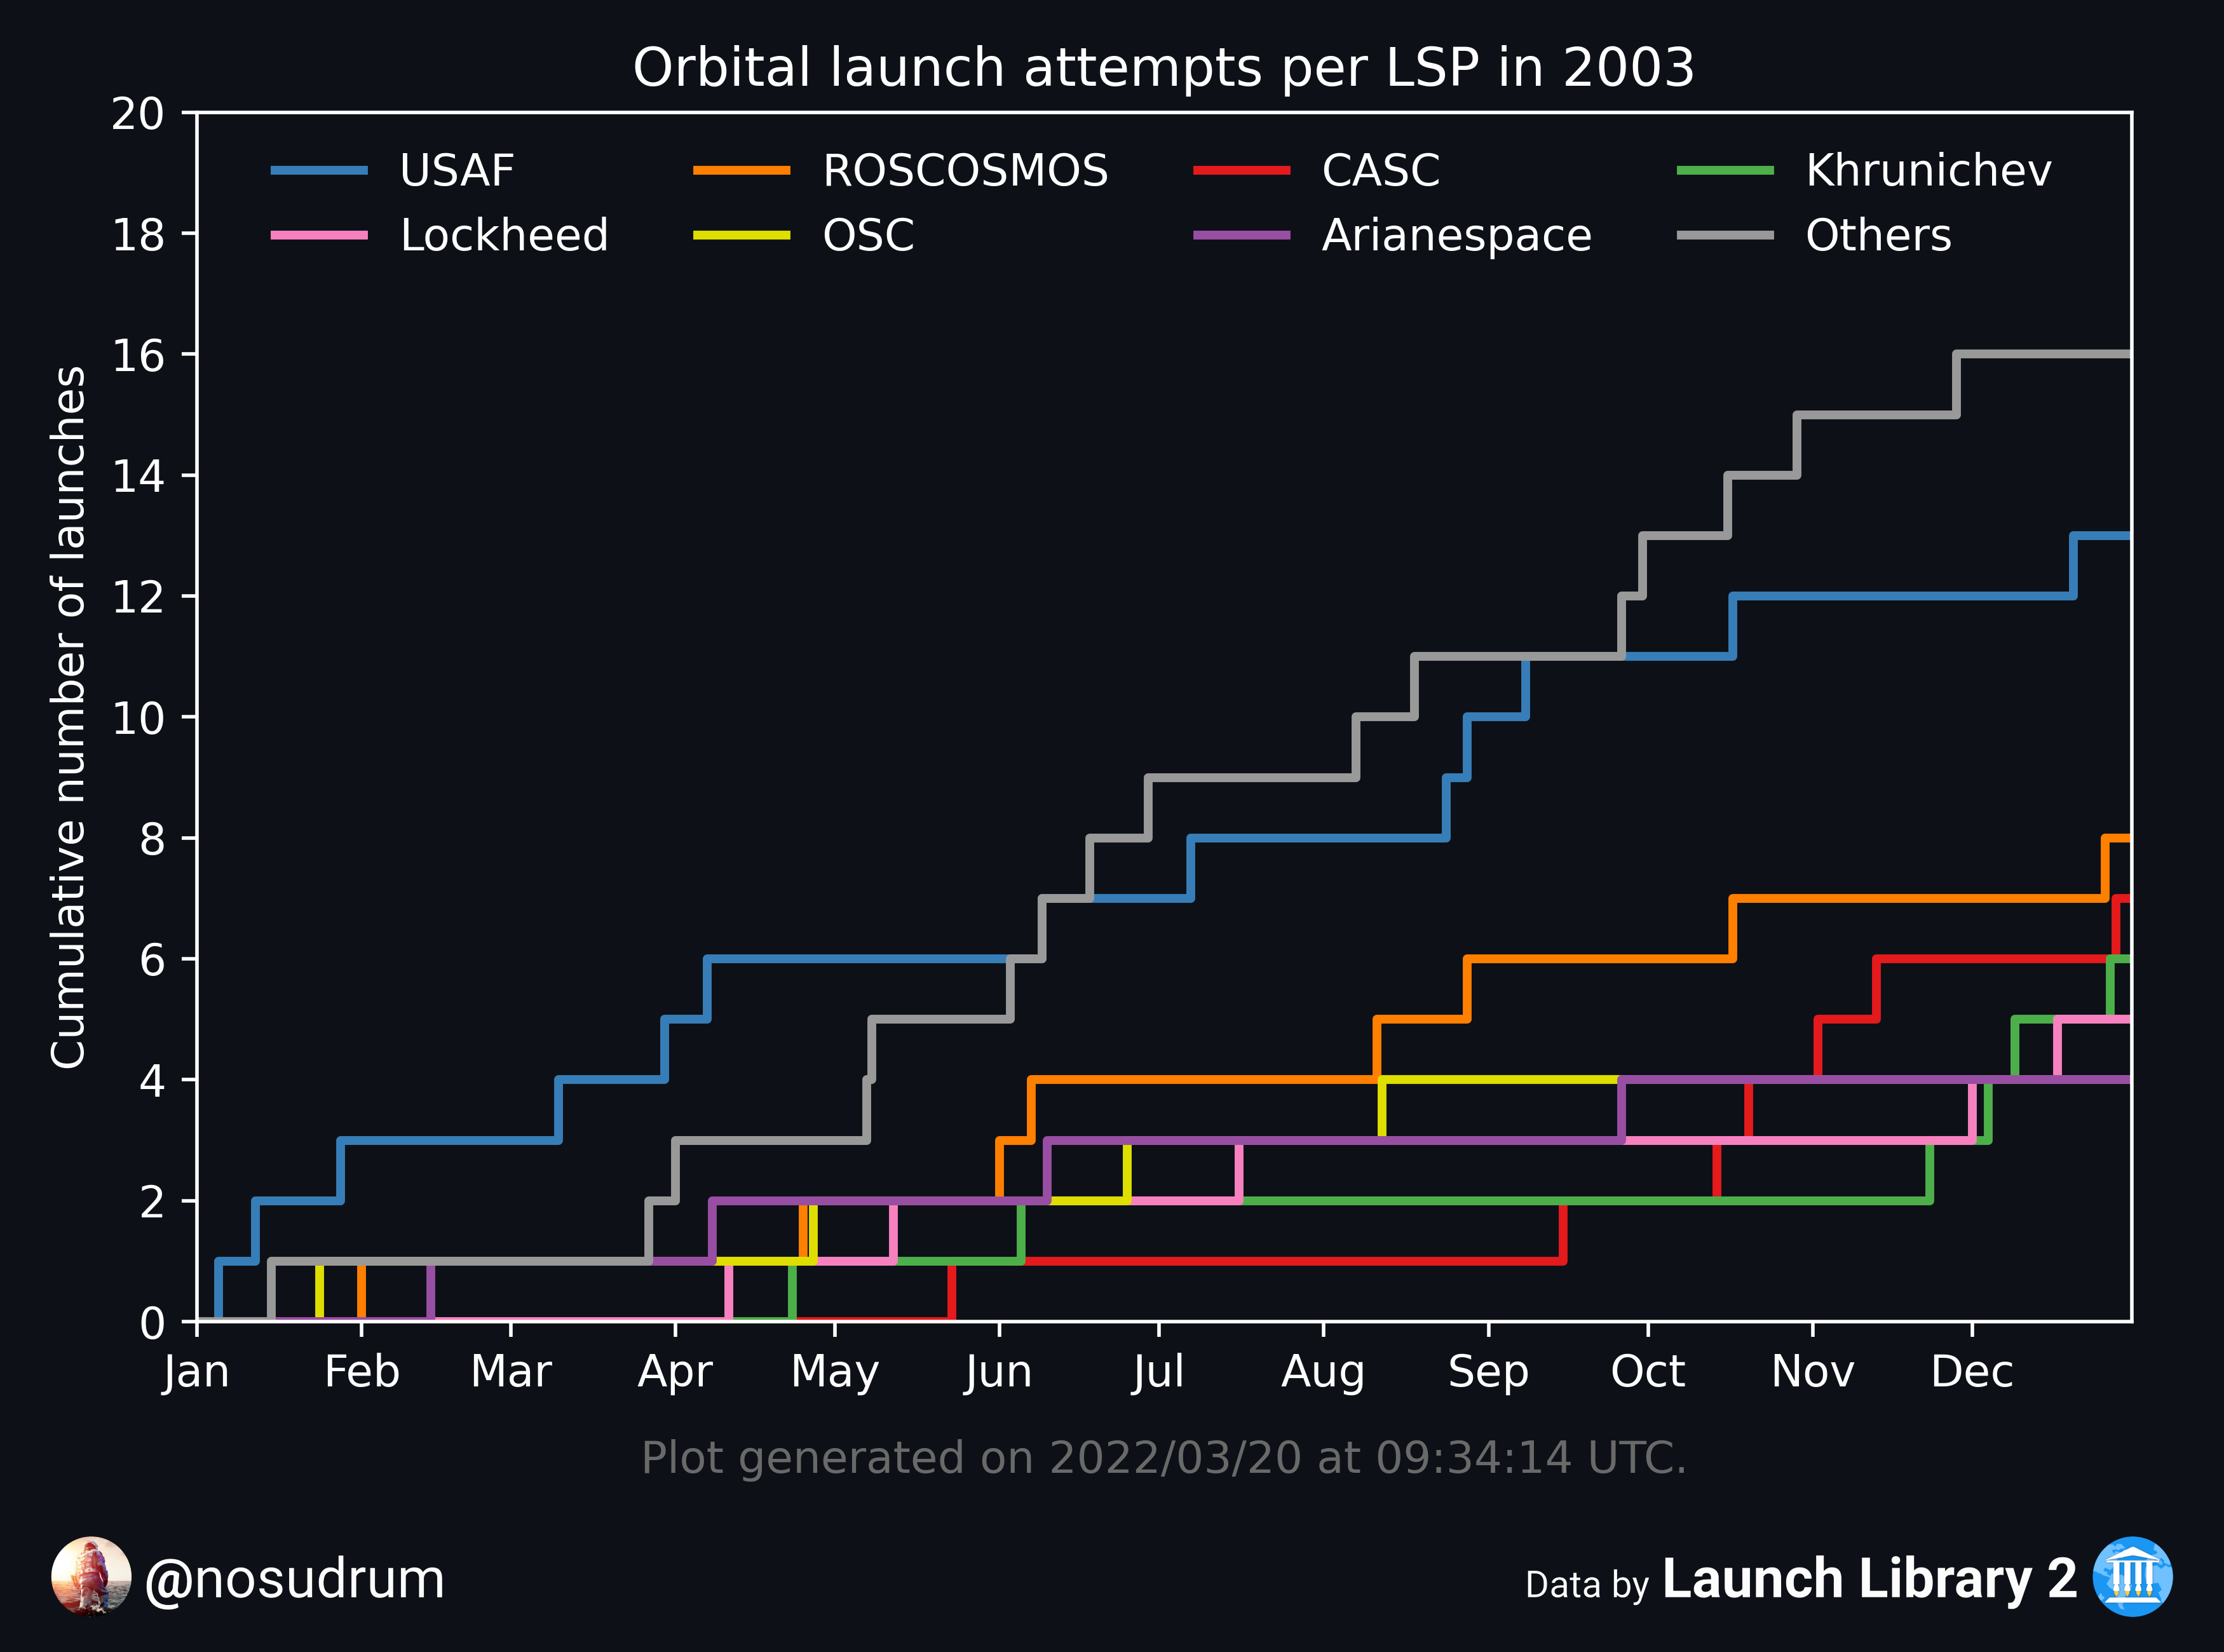 Orbital launch attempts per LSP in 2003
USAF ROSCOSMOS CASC Khrunichev
Lockheed OSC Arianespace Others
Cumulative number of launches
20
18
16
14
12
10
8
6
4
2
0
Jan Feb Mar Apr May Jun Jul Aug Sep Oct Nov Dec
Plot generated on 2022/03/20 at 09:34:14 UTC.
@nosudrum
Data by Launch Library 2